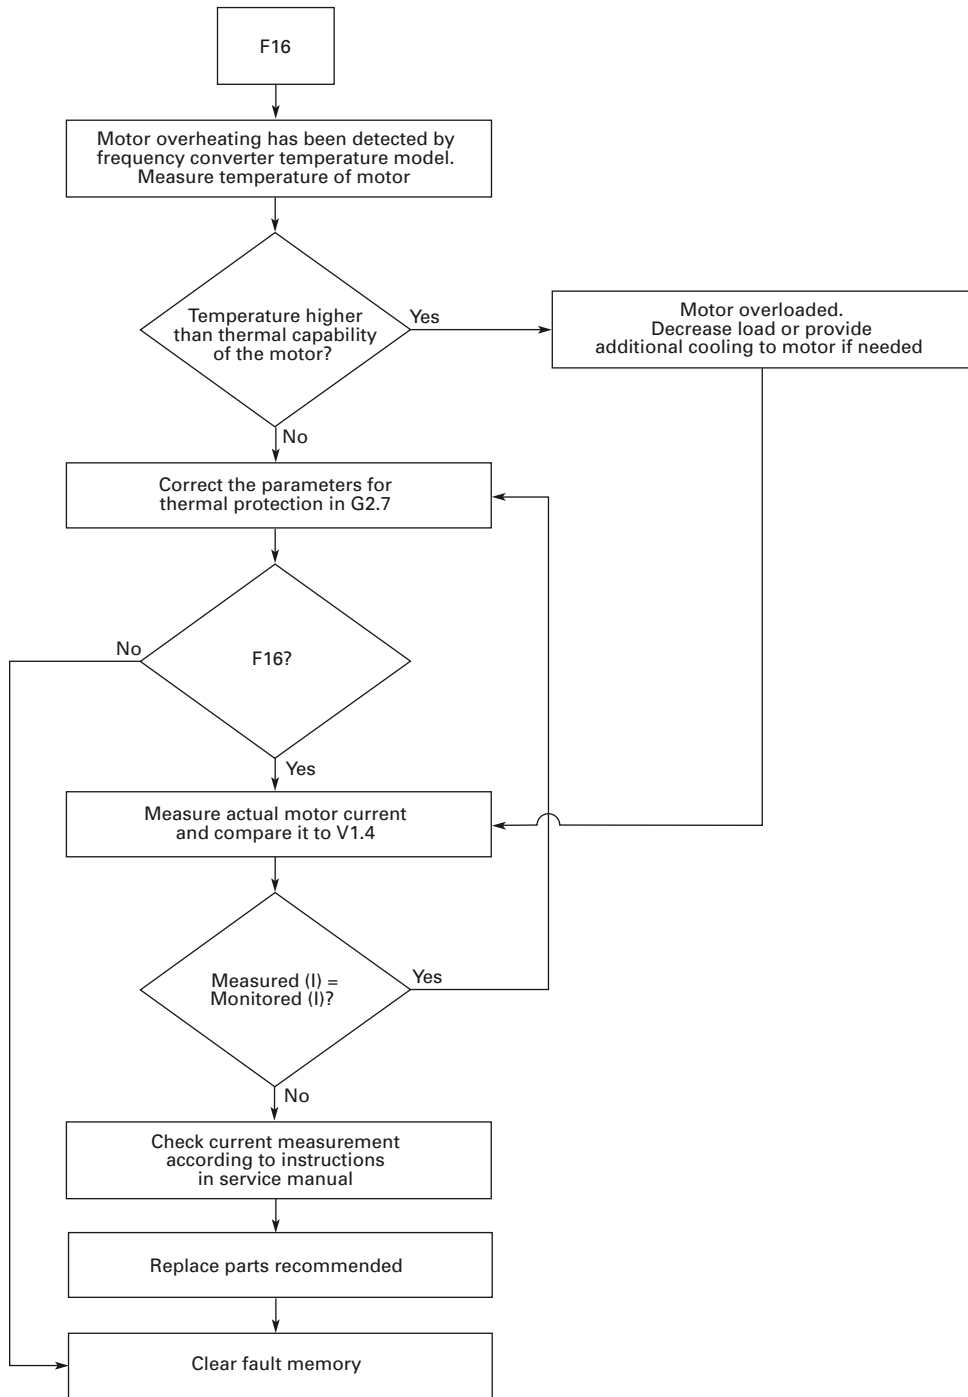 F16
Motor overheating has been detected by
frequency converter temperature model.
Measure temperature of motor
Temperature higher
than thermal capability
of the motor?
Yes
Motor overloaded.
Decrease load or provide
additional cooling to motor if needed
No
Correct the parameters for
thermal protection in G2.7
No
F16?
Yes
Measure actual motor current
and compare it to V1.4
Measured (I) =
Monitored (I)?
Yes
No
Check current measurement
according to instructions
in service manual
Replace parts recommended
Clear fault memory